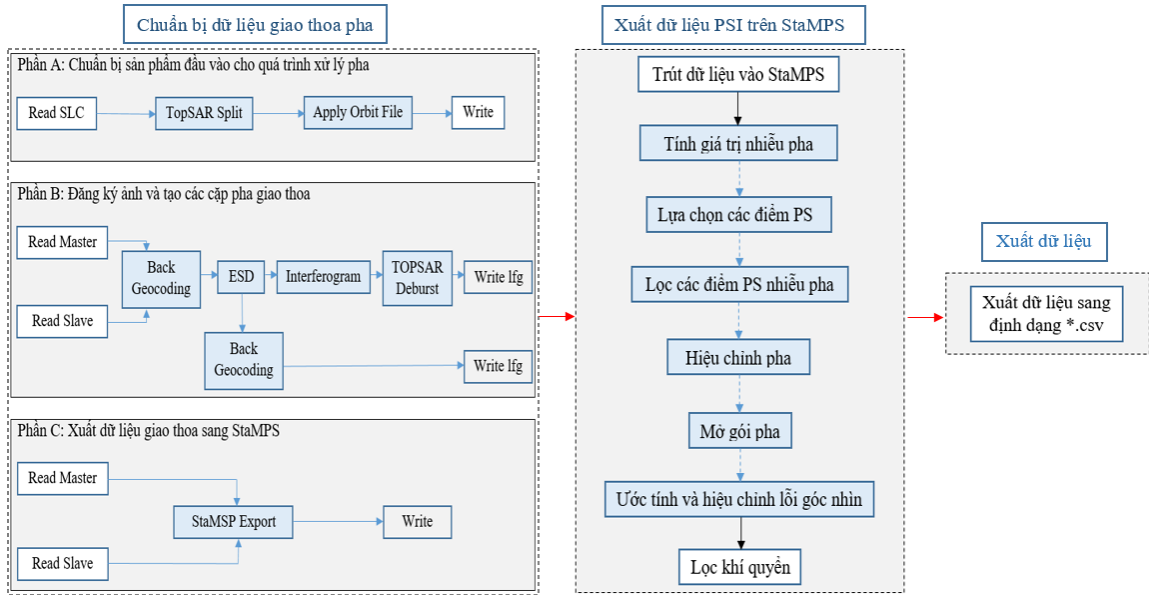 Chuẩn bị dữ liệu giao thoa pha
Phần A: Chuẩn bị sản phẩm đầu vào cho quá trình xử lý pha
Read SLC
TopSAR Split
Apply Orbit File
Write
Phần B: Đăng ký ảnh và tạo các cặp pha giao thoa
Read Master
Read Slave
Back
Geocoding
ESD
Interferogram
TOPSAR
Deburst
Write lfg
Back
Geocoding
Write lfg
Phần C: Xuất dữ liệu giao thoa sang StaMPS
Read Master
Read Slave
StaMSP Export
Write
Xuất dữ liệu PSI trên StaMPS
Trút dữ liệu vào StaMPS
Tính giá trị nhiễu pha
Lựa chọn các điểm PS
Lọc các điểm PS nhiễu pha
Hiệu chỉnh pha
Mở gói pha
Ước tính và hiệu chỉnh lỗi góc nhìn
Lọc khí quyển
Xuất dữ liệu
Xuất dữ liệu sang
định dạng *.csv